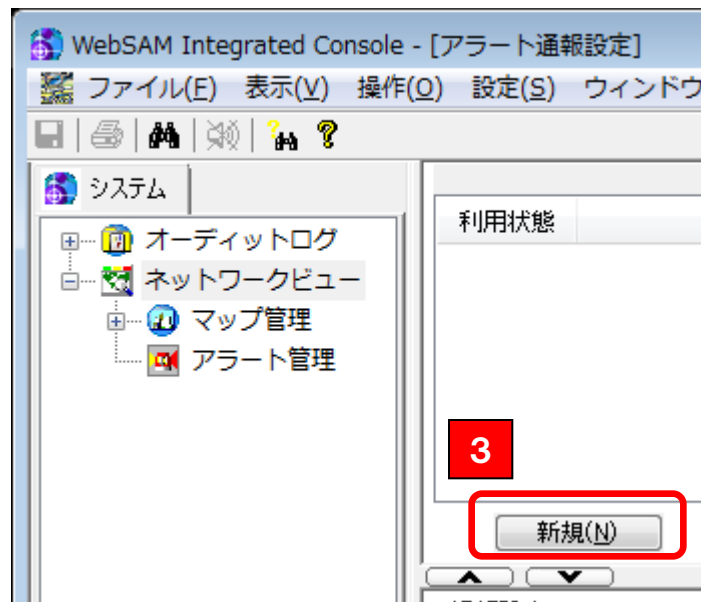 WebSAM Integrated Console - [アラート通報設定]
ファイル(F) 表示(V) 操作(O) 設定(S) ウィンドウ
システム
オーディットログ
ネットワークビュー
マップ管理
アラート管理
利用状態
3
新規(N)